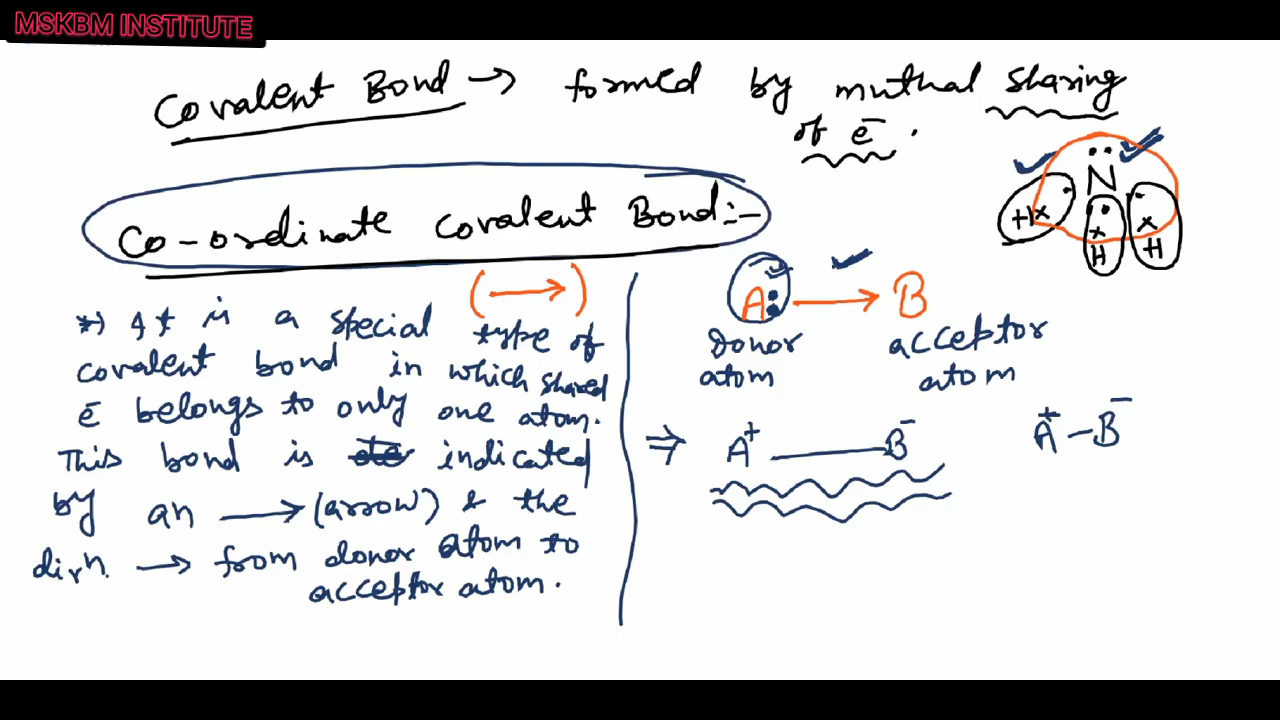 MSKBM INSTITUTE
Covalent Bond → formed by muthal sharing
of e⁻.
Co-ordinate covalent Bond:-
(→)
*) It is a special type of
covalent bond in which shared
e⁻ belongs to only one atom.
This bond is indicated
by an → (arrow) & the
dirn. → from donor atom to
acceptor atom.
:N
Hx
x
H
x
H
A: → B
donor atom
acceptor atom
⇒ A⁺ — B⁻
A⁺ – B⁻